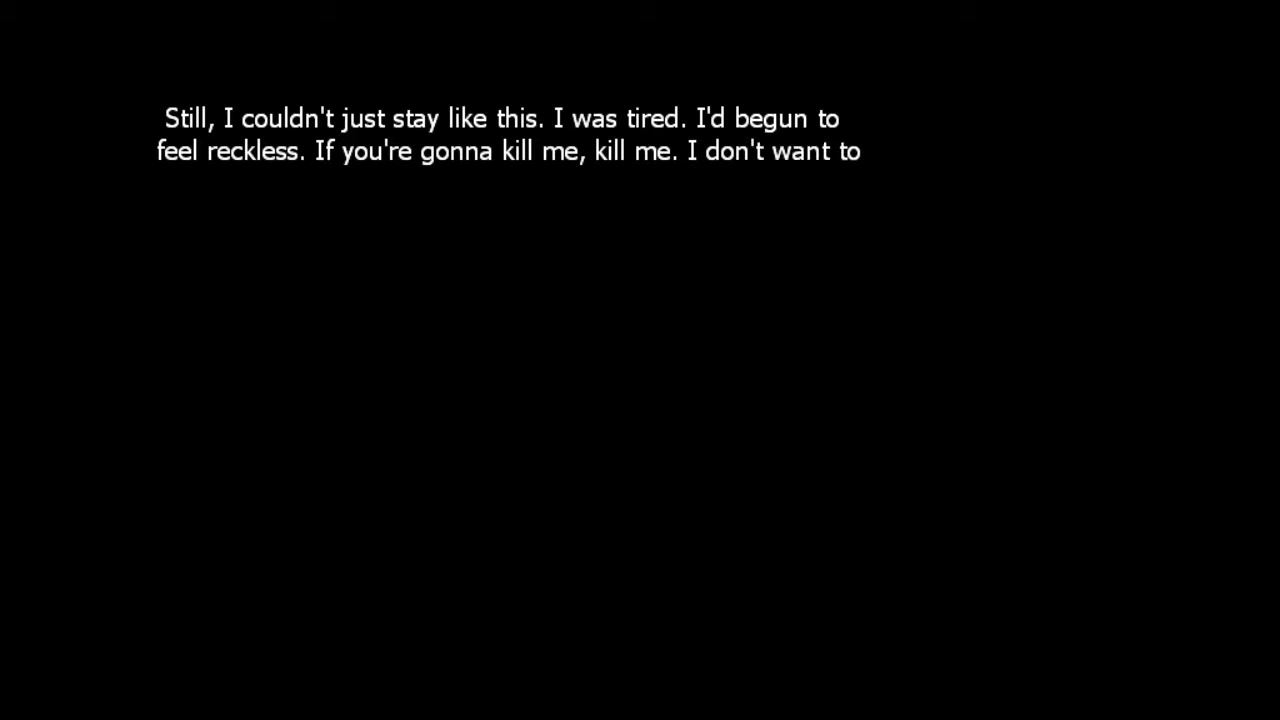 Still, I couldn't just stay like this. I was tired. I'd begun to
feel reckless. If you're gonna kill me, kill me. I don't want to